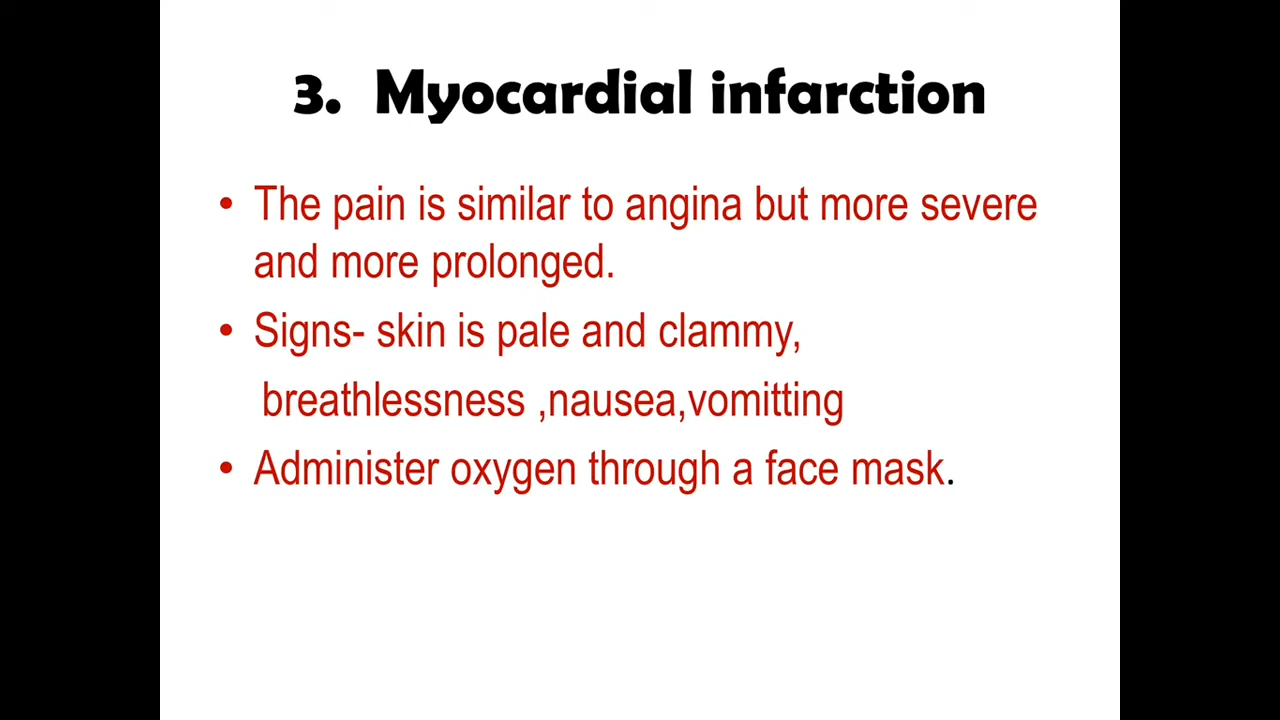 3. Myocardial infarction
• The pain is similar to angina but more severe
and more prolonged.
• Signs- skin is pale and clammy,
breathlessness ,nausea,vomitting
• Administer oxygen through a face mask.